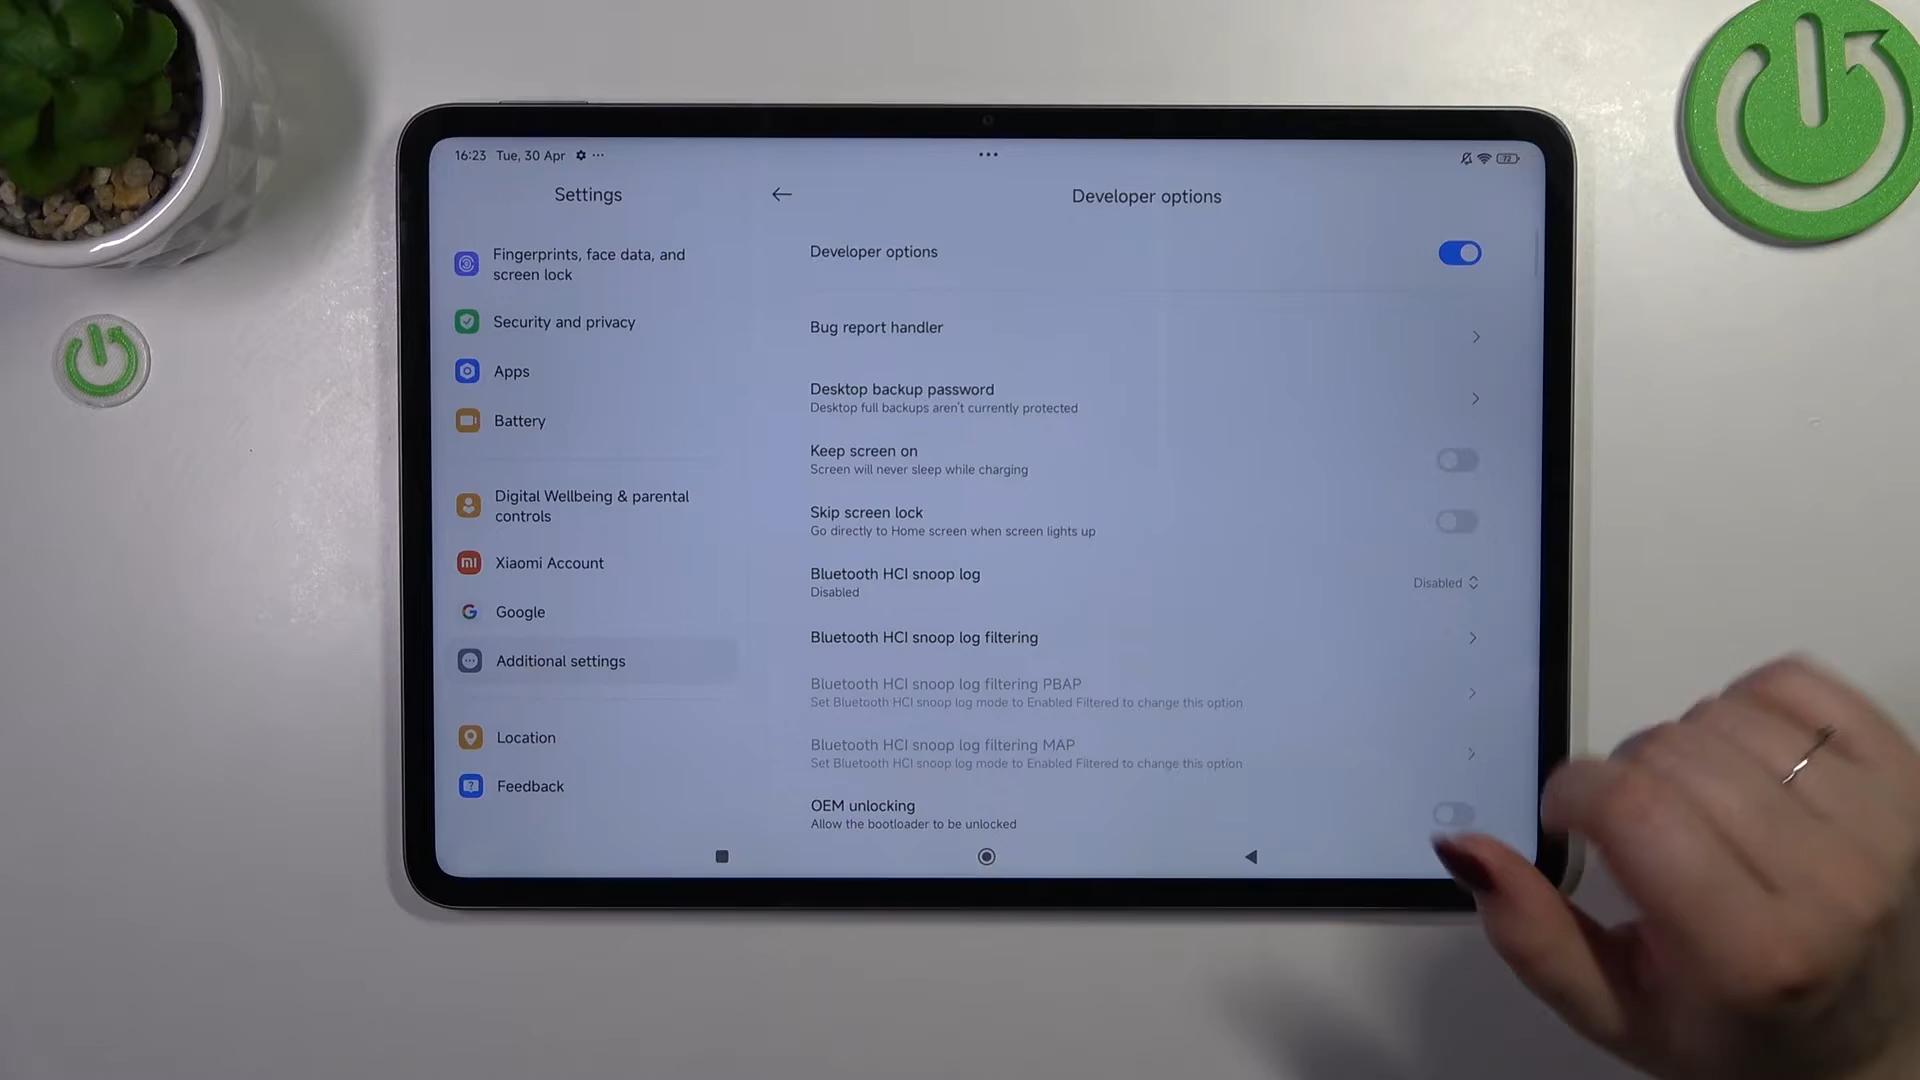 16:23 Tue, 30 Apr
72
Settings
Fingerprints, face data, and
screen lock
Security and privacy
Apps
Battery
Digital Wellbeing & parental
controls
Xiaomi Account
Google
Additional settings
Location
Feedback
Developer options
Developer options
Bug report handler
Desktop backup password
Desktop full backups aren't currently protected
Keep screen on
Screen will never sleep while charging
Skip screen lock
Go directly to Home screen when screen lights up
Bluetooth HCI snoop log
Disabled
Disabled
Bluetooth HCI snoop log filtering
Bluetooth HCI snoop log filtering PBAP
Set Bluetooth HCI snoop log mode to Enabled Filtered to change this option
Bluetooth HCI snoop log filtering MAP
Set Bluetooth HCI snoop log mode to Enabled Filtered to change this option
OEM unlocking
Allow the bootloader to be unlocked